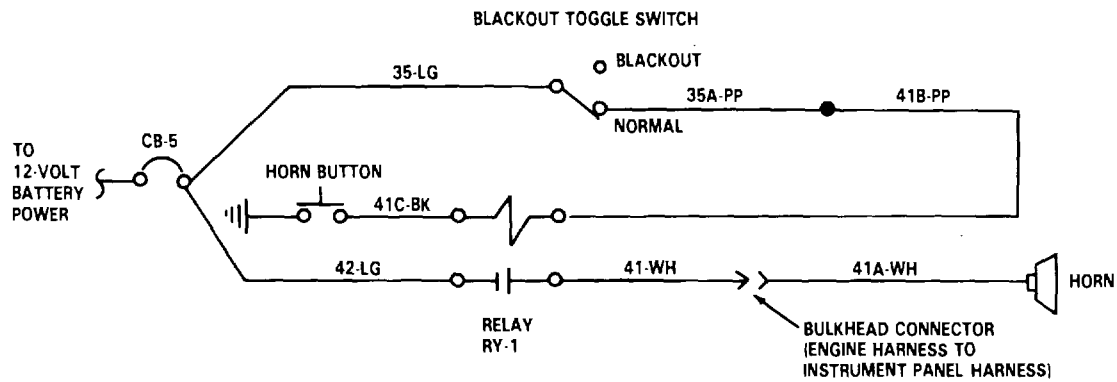 BLACKOUT TOGGLE SWITCH
35-LG
BLACKOUT
35A-PP
41B-PP
NORMAL
TO
12-VOLT
BATTERY
POWER
CB-5
HORN BUTTON
41C-BK
42-LG
41-WH
41A-WH
HORN
RELAY
RY-1
BULKHEAD CONNECTOR
(ENGINE HARNESS TO
INSTRUMENT PANEL HARNESS)